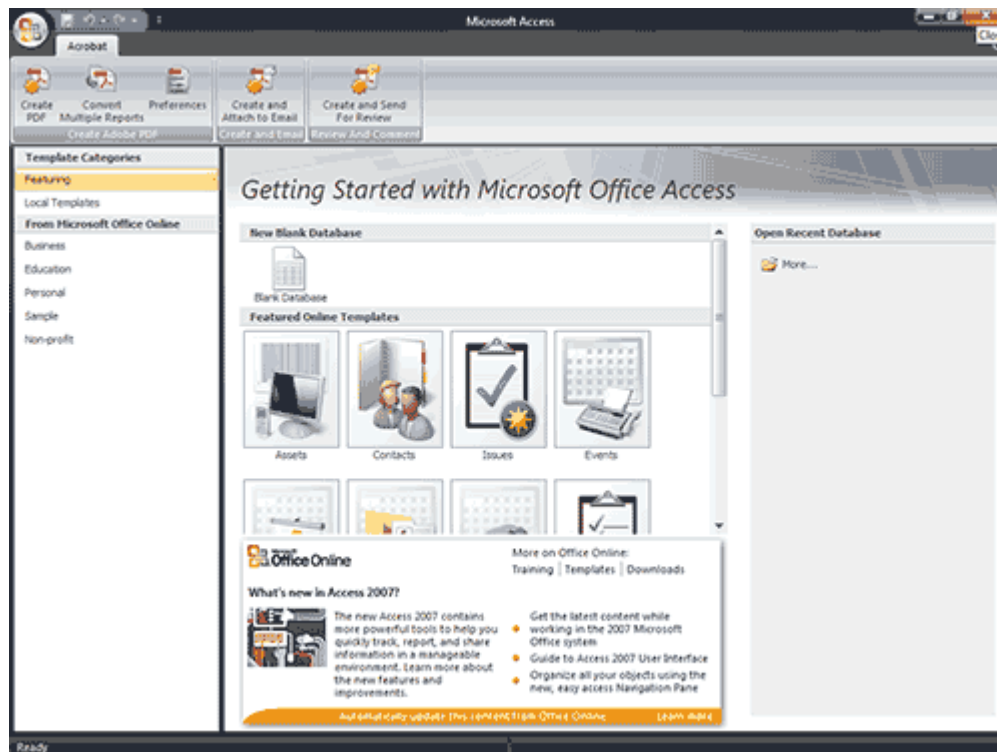 Microsoft Access
Clo
Acrobat
Create PDF
Convert Multiple Reports
Preferences
Create and Attach to Email
Create and Send For Review
Create Adobe PDF
Create and Email
Review And Comment
Template Categories
Featuring
Local Templates
From Microsoft Office Online
Business
Education
Personal
Sample
Non-profit
Getting Started with Microsoft Office Access
New Blank Database
Blank Database
Featured Online Templates
Assets
Contacts
Issues
Events
Open Recent Database
More...
Microsoft
Office Online
More on Office Online:
Training | Templates | Downloads
What's new in Access 2007?
The new Access 2007 contains
more powerful tools to help you
quickly track, report, and share
information in a manageable
environment. Learn more about
the new features and
improvements.
Get the latest content while
working in the 2007 Microsoft
Office system
Guide to Access 2007 User Interface
Organize all your objects using the
new, easy access Navigation Pane
Automatically update this content from Office Online
Learn more
Ready